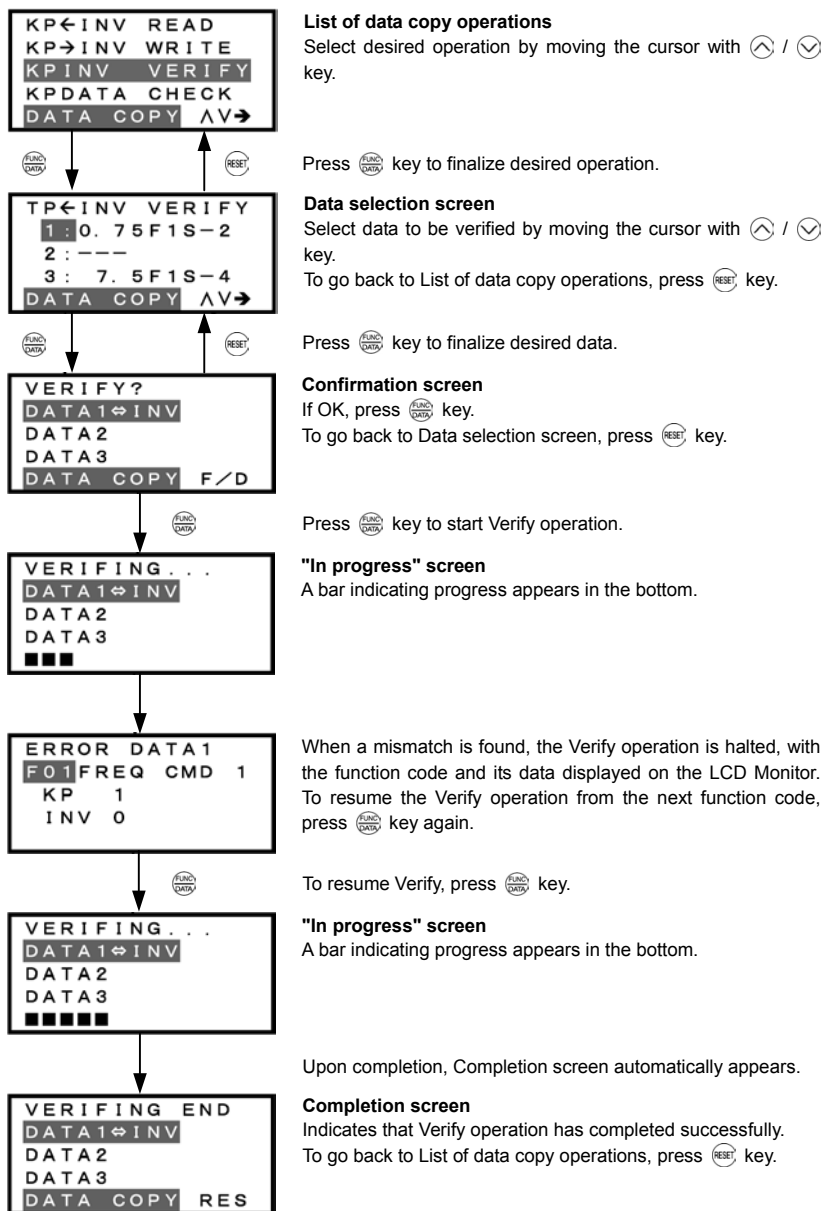 KP←INV READ
KP→INV WRITE
KPINV VERIFY
KPDATA CHECK
DATA COPY ∧∨→
List of data copy operations
Select desired operation by moving the cursor with ∧ / ∨
key.
FUNC
DATA
RESET
Press FUNC DATA key to finalize desired operation.
TP←INV VERIFY
1:0. 75F1S−2
2:−−−
3: 7. 5F1S−4
DATA COPY ∧∨→
Data selection screen
Select data to be verified by moving the cursor with ∧ / ∨
key.
To go back to List of data copy operations, press RESET key.
FUNC
DATA
RESET
Press FUNC DATA key to finalize desired data.
VERIFY?
DATA1⇔INV
DATA2
DATA3
DATA COPY F/D
Confirmation screen
If OK, press FUNC DATA key.
To go back to Data selection screen, press RESET key.
FUNC
DATA
Press FUNC DATA key to start Verify operation.
VERIFING...
DATA1⇔INV
DATA2
DATA3
"In progress" screen
A bar indicating progress appears in the bottom.
ERROR DATA1
F01FREQ CMD 1
KP 1
INV 0
When a mismatch is found, the Verify operation is halted, with
the function code and its data displayed on the LCD Monitor.
To resume the Verify operation from the next function code,
press FUNC DATA key again.
FUNC
DATA
To resume Verify, press FUNC DATA key.
VERIFING...
DATA1⇔INV
DATA2
DATA3
"In progress" screen
A bar indicating progress appears in the bottom.
Upon completion, Completion screen automatically appears.
VERIFING END
DATA1⇔INV
DATA2
DATA3
DATA COPY RES
Completion screen
Indicates that Verify operation has completed successfully.
To go back to List of data copy operations, press RESET key.